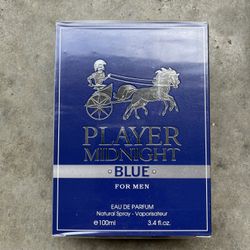 PLAYER
MIDNIGHT
• BLUE •
FOR MEN
EAU DE PARFUM
Natural Spray - Vaporisateur
℮100ml 3.4 fl.oz.